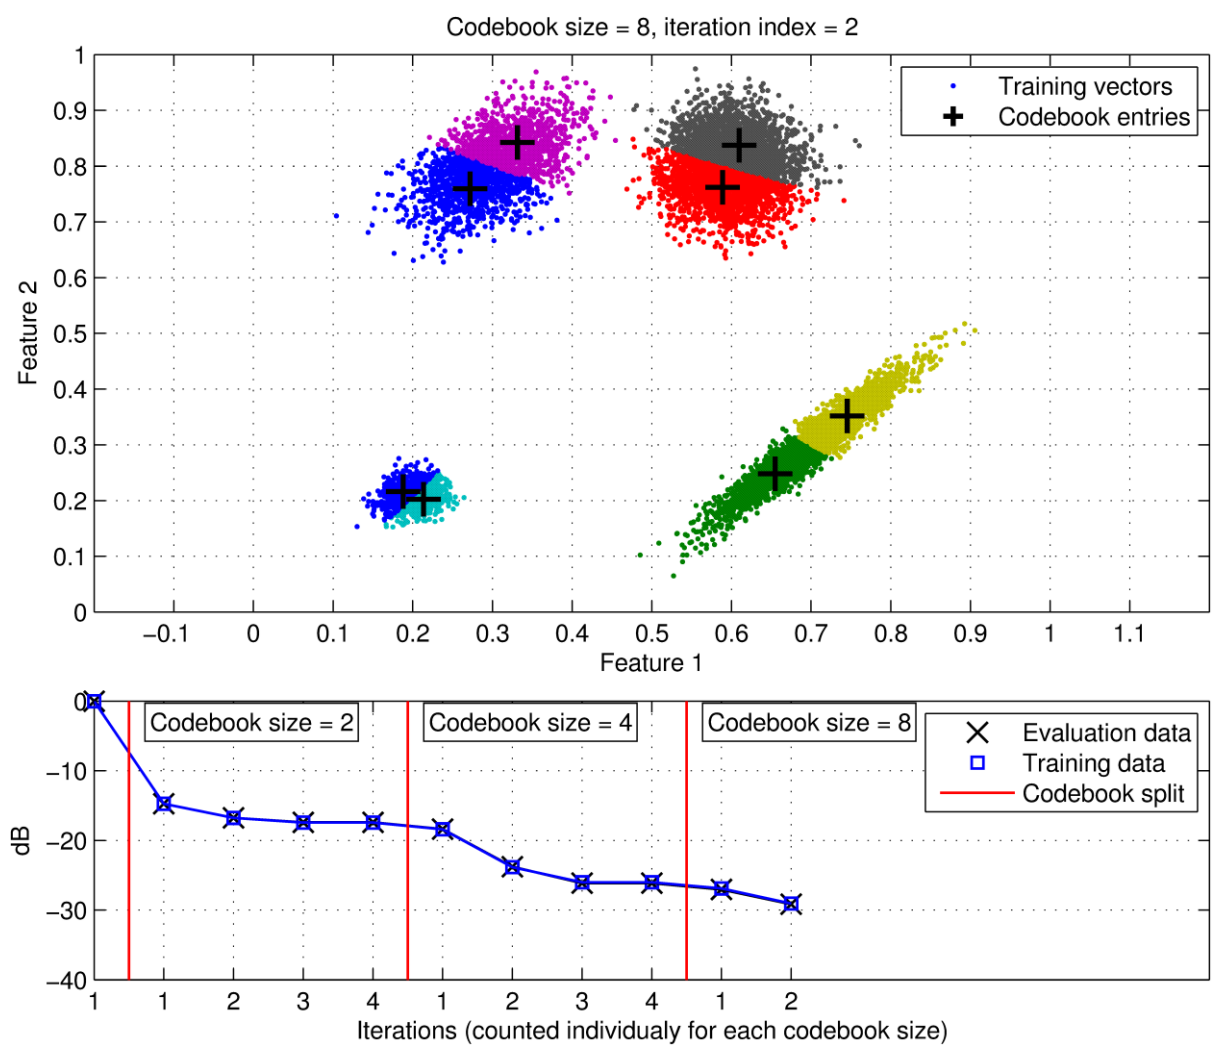 Codebook size = 8, iteration index = 2
1
0.9
0.8
0.7
0.6
0.5
0.4
0.3
0.2
0.1
0
Feature 2
Training vectors
Codebook entries
−0.1 0 0.1 0.2 0.3 0.4 0.5 0.6 0.7 0.8 0.9 1 1.1
Feature 1
0
−10
−20
−30
−40
dB
Codebook size = 2
Codebook size = 4
Codebook size = 8
Evaluation data
Training data
Codebook split
1 1 2 3 4 1 2 3 4 1 2
Iterations (counted individualy for each codebook size)